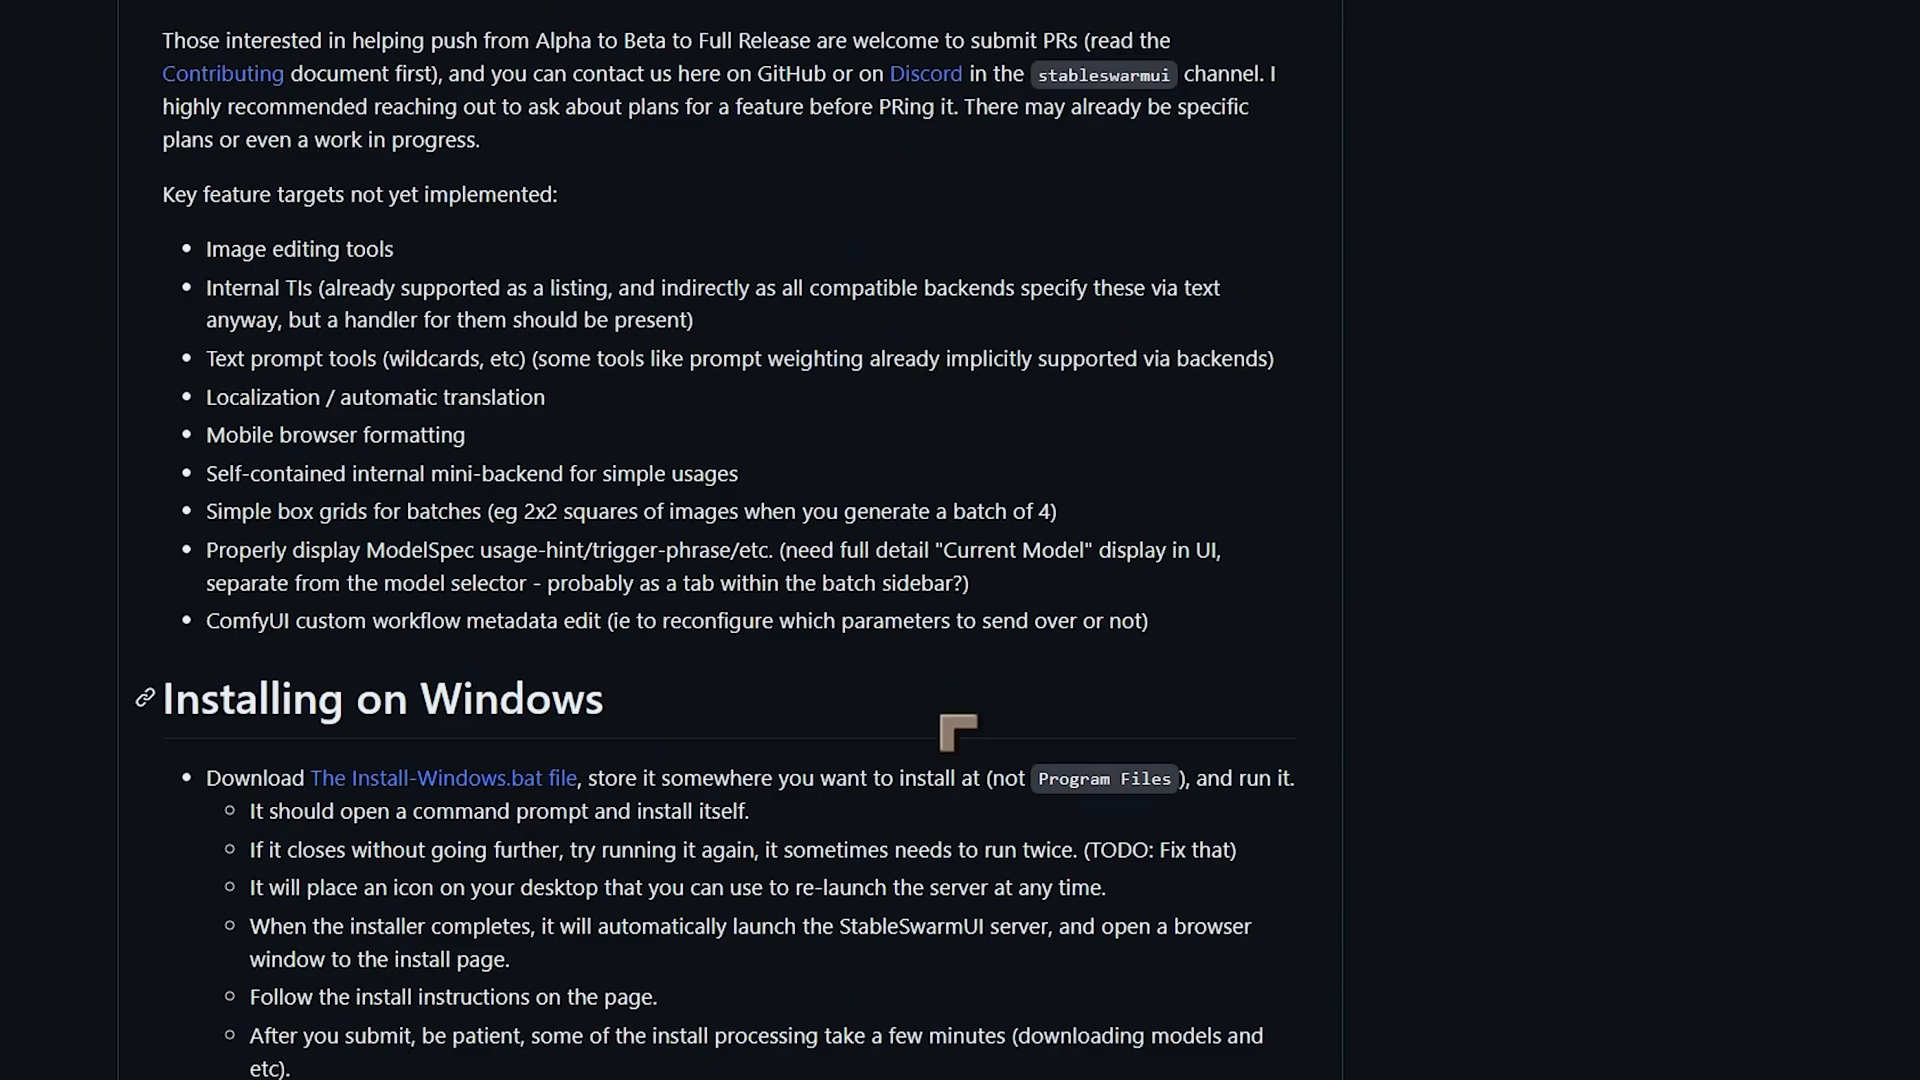 Those interested in helping push from Alpha to Beta to Full Release are welcome to submit PRs (read the
Contributing document first), and you can contact us here on GitHub or on Discord in the stableswarmui channel. I
highly recommended reaching out to ask about plans for a feature before PRing it. There may already be specific
plans or even a work in progress.
Key feature targets not yet implemented:
• Image editing tools
• Internal TIs (already supported as a listing, and indirectly as all compatible backends specify these via text
anyway, but a handler for them should be present)
• Text prompt tools (wildcards, etc) (some tools like prompt weighting already implicitly supported via backends)
• Localization / automatic translation
• Mobile browser formatting
• Self-contained internal mini-backend for simple usages
• Simple box grids for batches (eg 2x2 squares of images when you generate a batch of 4)
• Properly display ModelSpec usage-hint/trigger-phrase/etc. (need full detail "Current Model" display in UI,
separate from the model selector - probably as a tab within the batch sidebar?)
• ComfyUI custom workflow metadata edit (ie to reconfigure which parameters to send over or not)
Installing on Windows
• Download The Install-Windows.bat file, store it somewhere you want to install at (not Program Files), and run it.
○ It should open a command prompt and install itself.
○ If it closes without going further, try running it again, it sometimes needs to run twice. (TODO: Fix that)
○ It will place an icon on your desktop that you can use to re-launch the server at any time.
○ When the installer completes, it will automatically launch the StableSwarmUI server, and open a browser
window to the install page.
○ Follow the install instructions on the page.
○ After you submit, be patient, some of the install processing take a few minutes (downloading models and
etc).